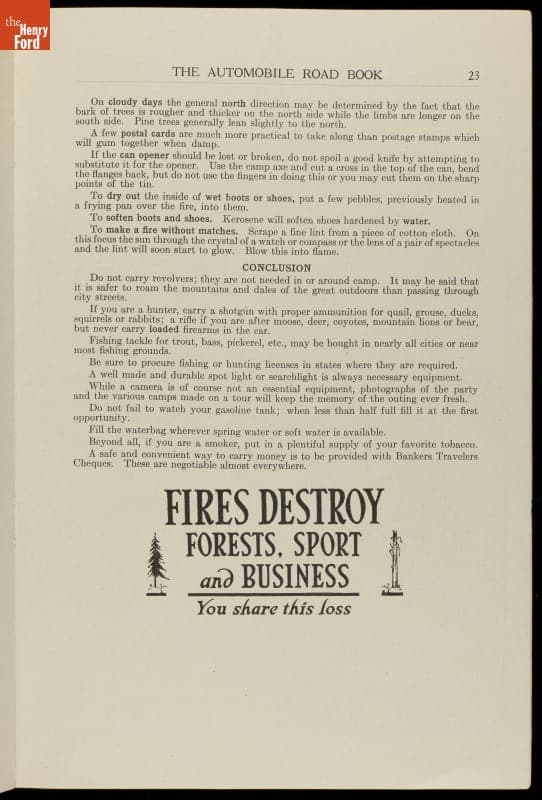 the
Henry
Ford
THE AUTOMOBILE ROAD BOOK 23
On cloudy days the general north direction may be determined by the fact that the
bark of trees is rougher and thicker on the north side while the limbs are longer on the
south side. Pine trees generally lean slightly to the north.
A few postal cards are much more practical to take along than postage stamps which
will gum together when damp.
If the can opener should be lost or broken, do not spoil a good knife by attempting to
substitute it for the opener. Use the camp axe and cut a cross in the top of the can, bend
the flanges back, but do not use the fingers in doing this or you may cut them on the sharp
points of the tin.
To dry out the inside of wet boots or shoes, put a few pebbles, previously heated in
a frying pan over the fire, into them.
To soften boots and shoes. Kerosene will soften shoes hardened by water.
To make a fire without matches. Scrape a fine lint from a piece of cotton cloth. On
this focus the sun through the crystal of a watch or compass or the lens of a pair of spectacles
and the lint will soon start to glow. Blow this into flame.
CONCLUSION
Do not carry revolvers; they are not needed in or around camp. It may be said that
it is safer to roam the mountains and dales of the great outdoors than passing through
city streets.
If you are a hunter, carry a shotgun with proper ammunition for quail, grouse, ducks,
squirrels or rabbits; a rifle if you are after moose, deer, coyotes, mountain lions or bear,
but never carry loaded firearms in the car.
Fishing tackle for trout, bass, pickerel, etc., may be bought in nearly all cities or near
most fishing grounds.
Be sure to procure fishing or hunting licenses in states where they are required.
A well made and durable spot light or searchlight is always necessary equipment.
While a camera is of course not an essential equipment, photographs of the party
and the various camps made on a tour will keep the memory of the outing ever fresh.
Do not fail to watch your gasoline tank; when less than half full fill it at the first
opportunity.
Fill the waterbag wherever spring water or soft water is available.
Beyond all, if you are a smoker, put in a plentiful supply of your favorite tobacco.
A safe and convenient way to carry money is to be provided with Bankers Travelers
Cheques. These are negotiable almost everywhere.
FIRES DESTROY
FORESTS, SPORT
and BUSINESS
You share this loss